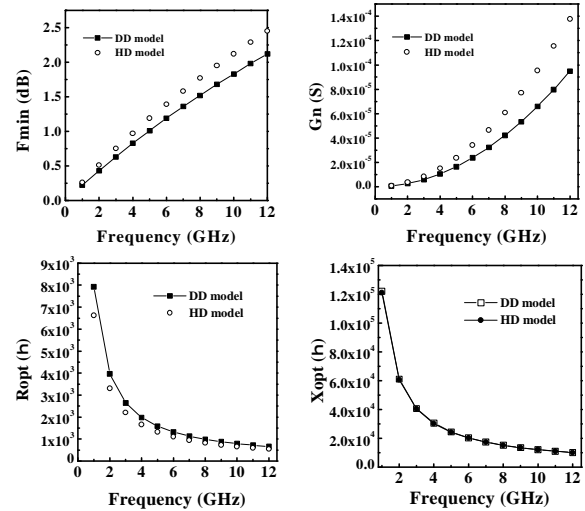 2.5
2.0
1.5
1.0
0.5
0.0
Fmin (dB)
DD model
HD model
0 2 4 6 8 10 12
Frequency (GHz)
1.4x10⁻⁴
1.2x10⁻⁴
1.0x10⁻⁴
8.0x10⁻⁵
6.0x10⁻⁵
4.0x10⁻⁵
2.0x10⁻⁵
0.0
Gn (S)
DD model
HD model
0 2 4 6 8 10 12
Frequency (GHz)
9x10³
8x10³
7x10³
6x10³
5x10³
4x10³
3x10³
2x10³
1x10³
0
Ropt (h)
DD model
HD model
0 2 4 6 8 10 12
Frequency (GHz)
1.4x10⁵
1.2x10⁵
1.0x10⁵
8.0x10⁴
6.0x10⁴
4.0x10⁴
2.0x10⁴
0.0
Xopt (h)
DD model
HD model
2 4 6 8 10 12
Frequency (GHz)